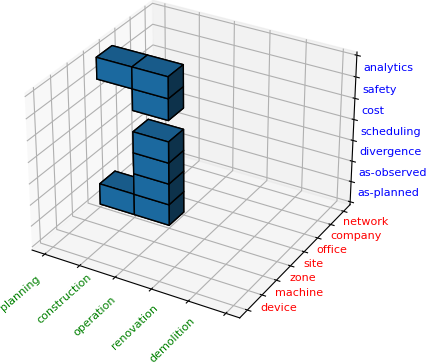 analytics
safety
cost
scheduling
divergence
as-observed
as-planned
network
company
office
site
zone
machine
device
planning
construction
operation
renovation
demolition